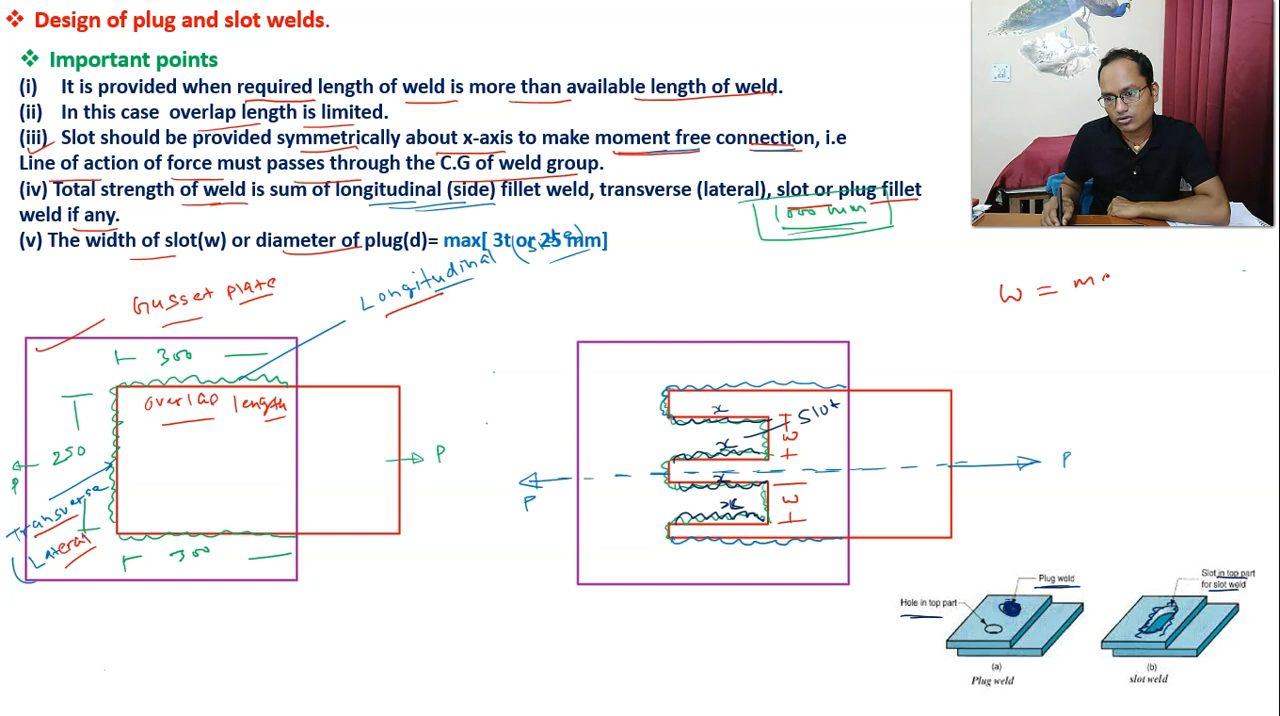 Design of plug and slot welds.
Important points
(i) It is provided when required length of weld is more than available length of weld.
(ii) In this case overlap length is limited.
(iii) Slot should be provided symmetrically about x-axis to make moment free connection, i.e
Line of action of force must passes through the C.G of weld group.
(iv) Total strength of weld is sum of longitudinal (side) fillet weld, transverse (lateral), slot or plug fillet
weld if any.
1000 mm
(v) The width of slot(w) or diameter of plug(d)= max[ 3t or 25 mm]
Longitudinal (side)
Gusset plate
300
overlap length
250
P
P
Transverse
Lateral
300
w =
x
slot
x
w
x
x
w
P
P
Plug weld
Hole in top part
(a)
Plug weld
Slot in top part
for slot weld
(b)
slot weld